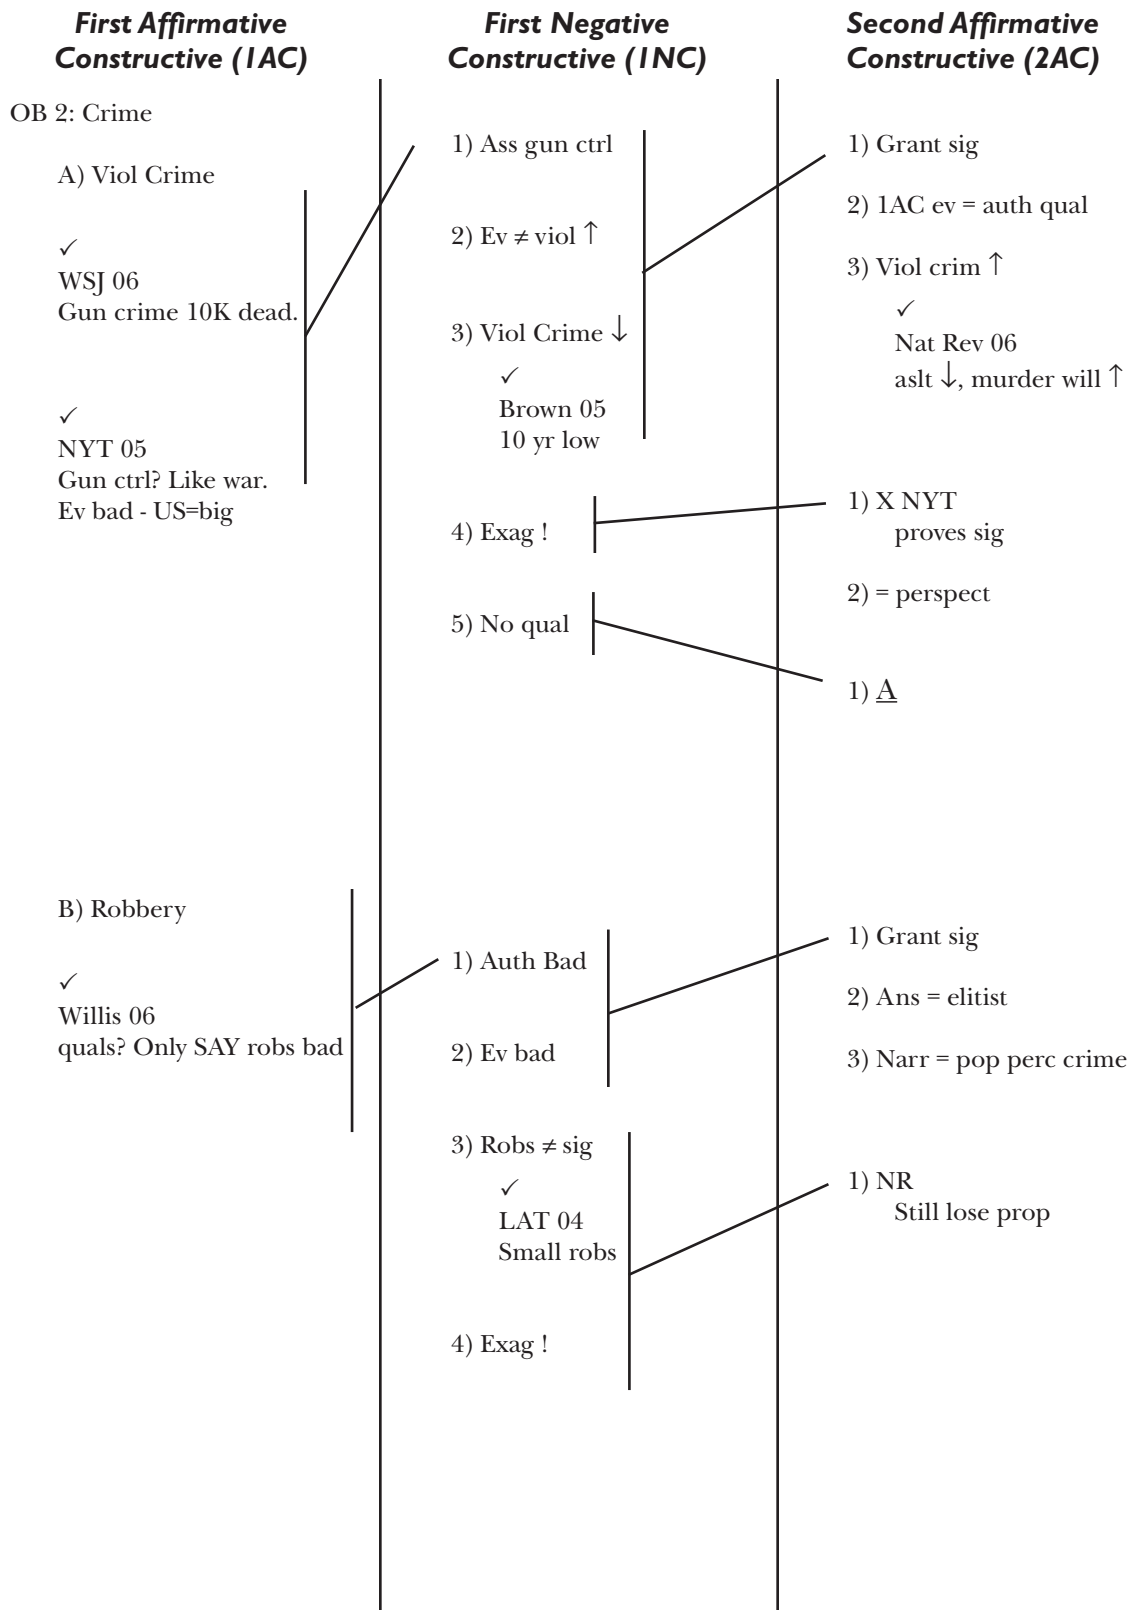 First Affirmative
Constructive (1AC)
OB 2: Crime
A) Viol Crime
✓
WSJ 06
Gun crime 10K dead.
✓
NYT 05
Gun ctrl? Like war.
Ev bad - US=big
B) Robbery
✓
Willis 06
quals? Only SAY robs bad
First Negative
Constructive (1NC)
1) Ass gun ctrl
2) Ev ≠ viol ↑
3) Viol Crime ↓
✓
Brown 05
10 yr low
4) Exag !
5) No qual
1) Auth Bad
2) Ev bad
3) Robs ≠ sig
✓
LAT 04
Small robs
4) Exag !
Second Affirmative
Constructive (2AC)
1) Grant sig
2) 1AC ev = auth qual
3) Viol crim ↑
✓
Nat Rev 06
aslt ↓, murder will ↑
1) X NYT
proves sig
2) = perspect
1) A
1) Grant sig
2) Ans = elitist
3) Narr = pop perc crime
1) NR
Still lose prop